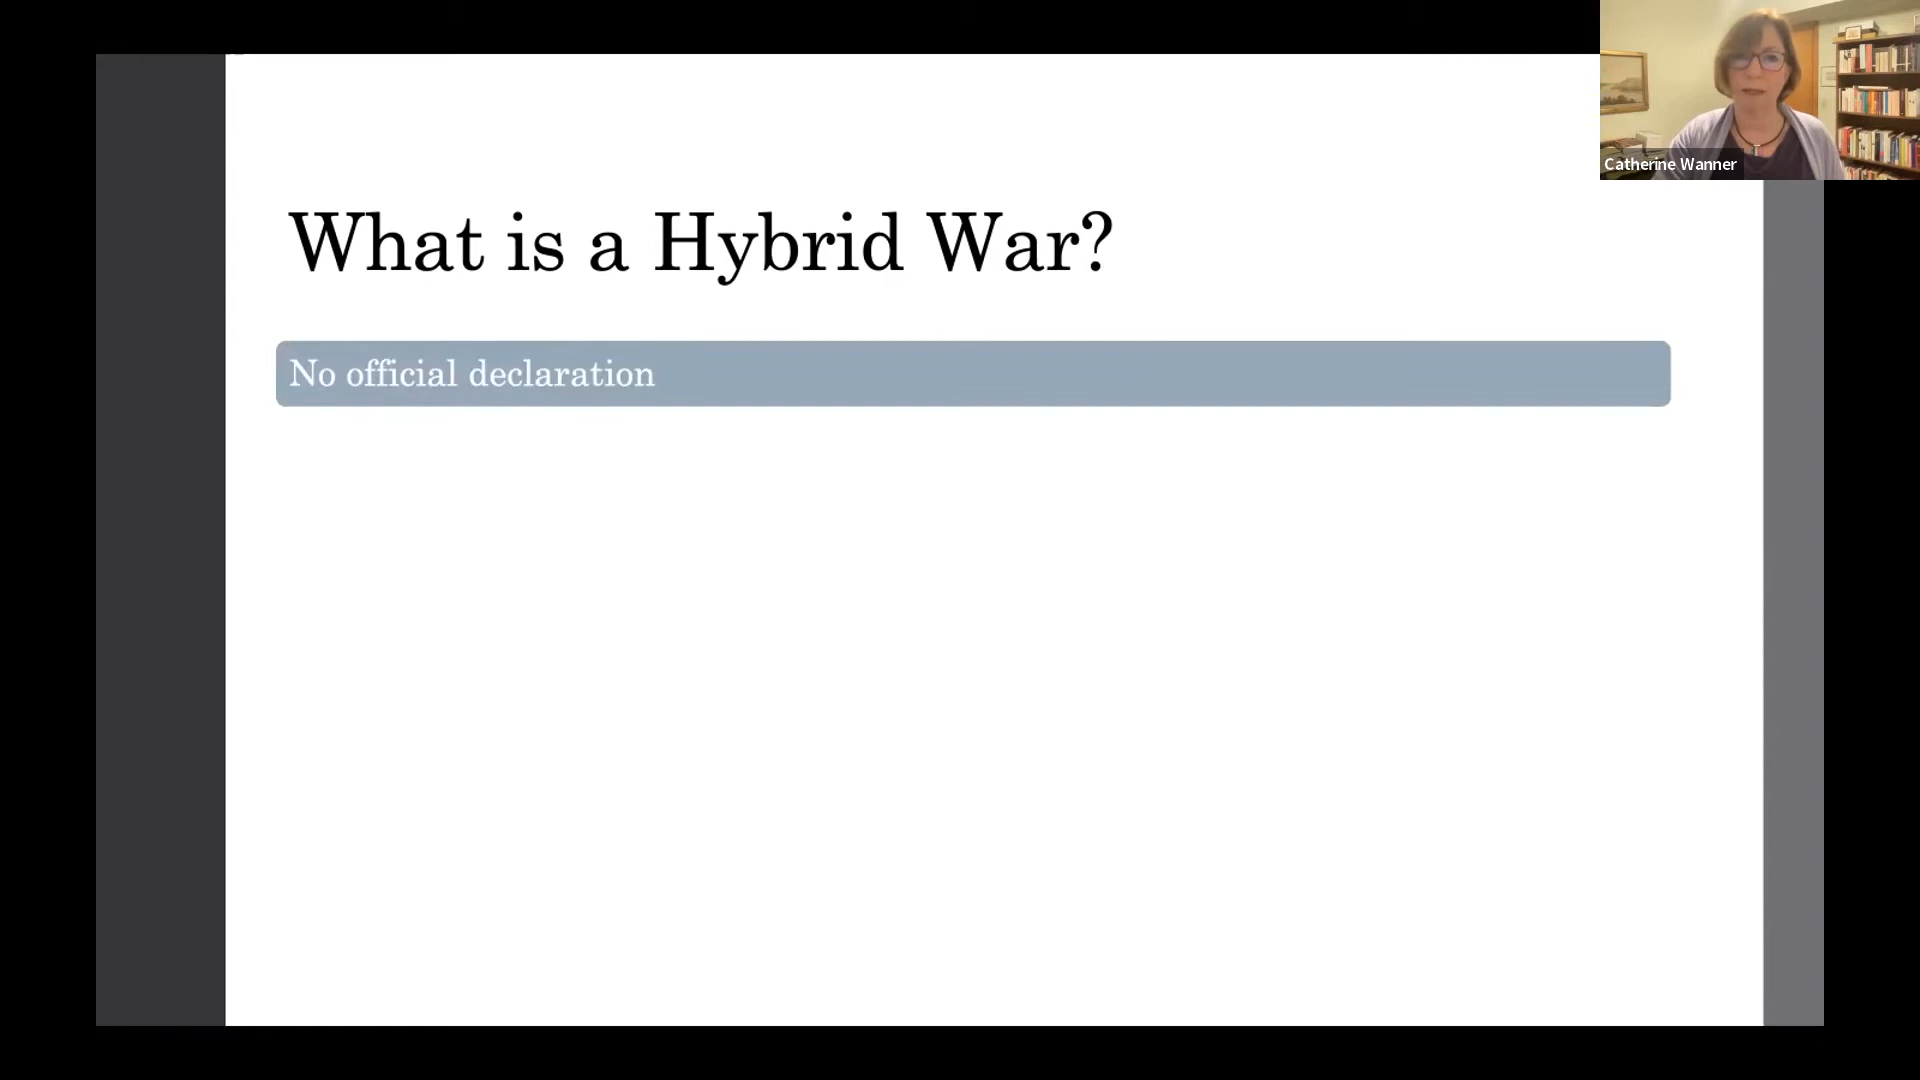 Catherine Wanner
What is a Hybrid War?
No official declaration